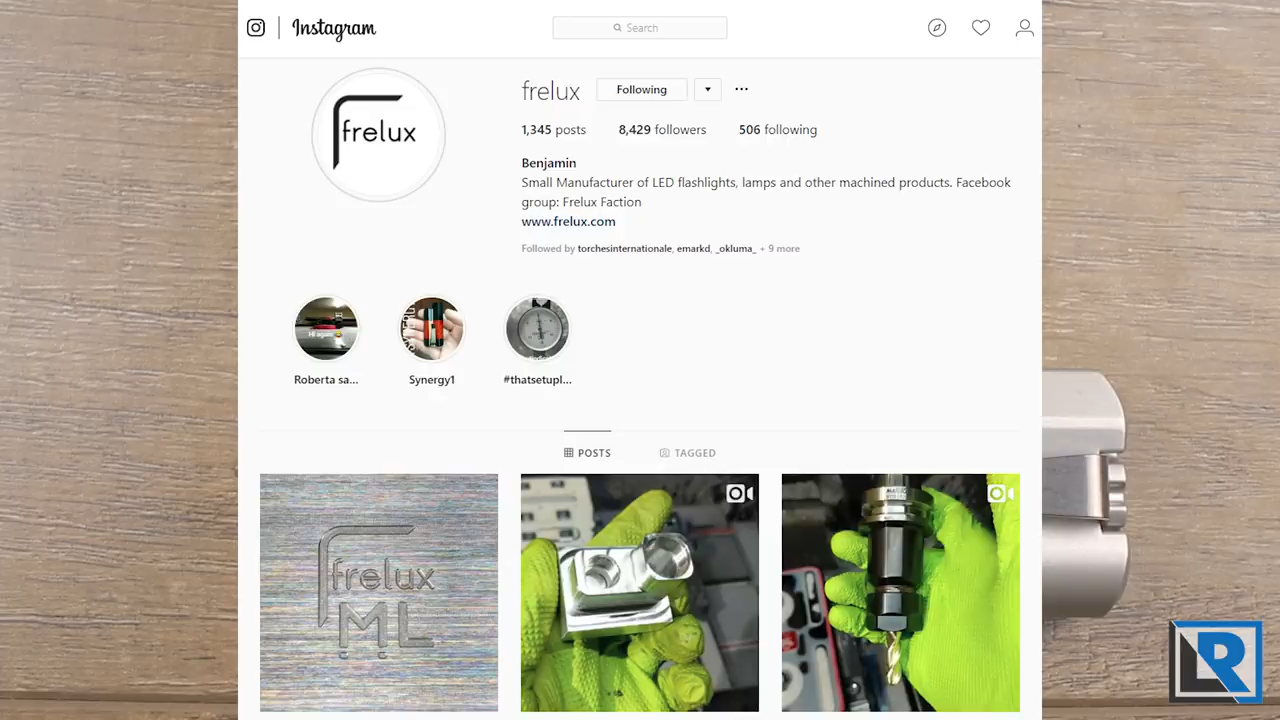 Instagram
Search
frelux
frelux
Following
1,345 posts
8,429 followers
506 following
Benjamin
Small Manufacturer of LED flashlights, lamps and other machined products. Facebook
group: Frelux Faction
www.frelux.com
Followed by torchesinternationale, emarkd, _okluma_ + 9 more
Roberta sa...
Synergy1
#thatsetupl...
POSTS
TAGGED
frelux
ML
R